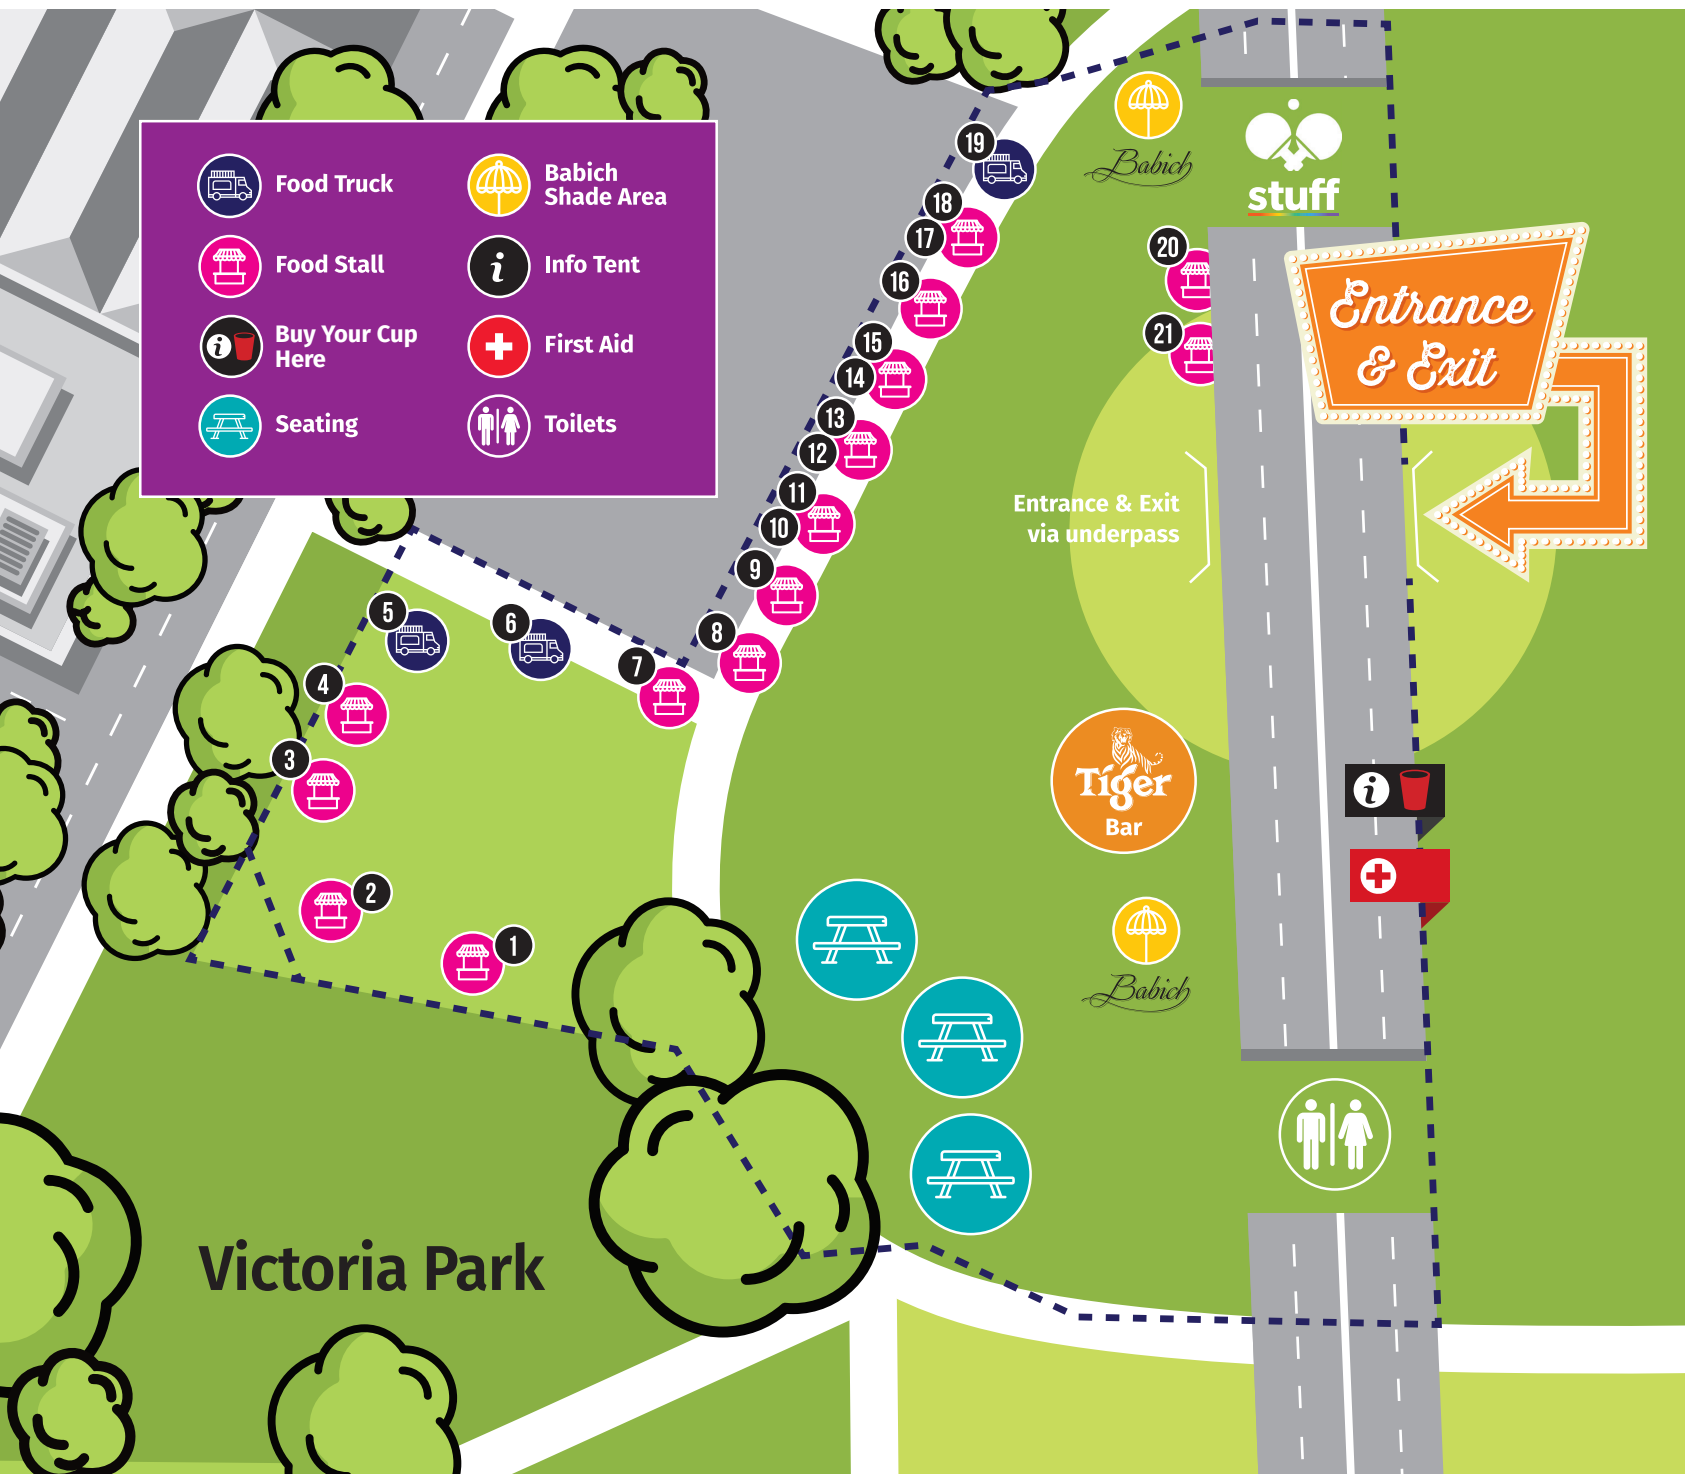 Food Truck
Food Stall
Buy Your Cup
Here
Seating
Babich
Shade Area
Info Tent
First Aid
Toilets
Babich
stuff
19
18
17
16
15
14
13
12
11
10
9
8
7
6
5
4
3
2
1
20
21
Entrance
& Exit
Entrance & Exit
via underpass
Tiger
Bar
Babich
Victoria Park